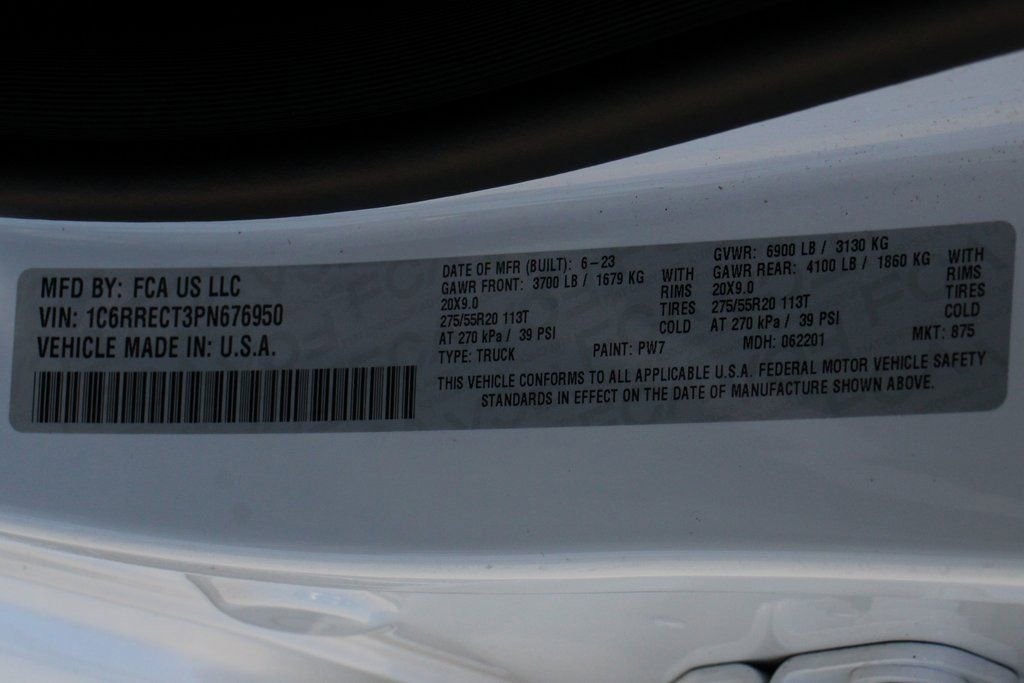 MFD BY: FCA US LLC
VIN: 1C6RRECT3PN676950
VEHICLE MADE IN: U.S.A.
DATE OF MFR (BUILT): 6-23
GAWR FRONT: 3700 LB / 1679 KG WITH
20X9.0 RIMS
275/55R20 113T TIRES
AT 270 kPa / 39 PSI COLD
TYPE: TRUCK PAINT: PW7
GVWR: 6900 LB / 3130 KG
GAWR REAR: 4100 LB / 1860 KG WITH
20X9.0 RIMS
275/55R20 113T TIRES
AT 270 kPa / 39 PSI COLD
MDH: 062201 MKT: 875
THIS VEHICLE CONFORMS TO ALL APPLICABLE U.S.A. FEDERAL MOTOR VEHICLE SAFETY
STANDARDS IN EFFECT ON THE DATE OF MANUFACTURE SHOWN ABOVE.